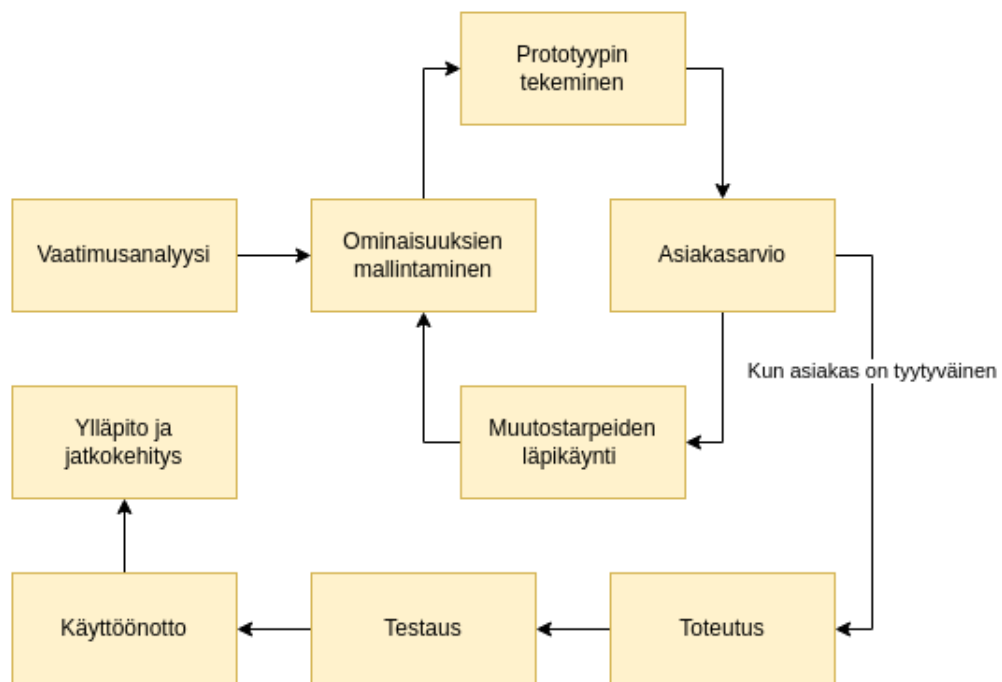 Prototyypin
tekeminen
Vaatimusanalyysi
Ominaisuuksien
mallintaminen
Asiakasarvio
Kun asiakas on tyytyväinen
Ylläpito ja
jatkokehitys
Muutostarpeiden
läpikäynti
Käyttöönotto
Testaus
Toteutus